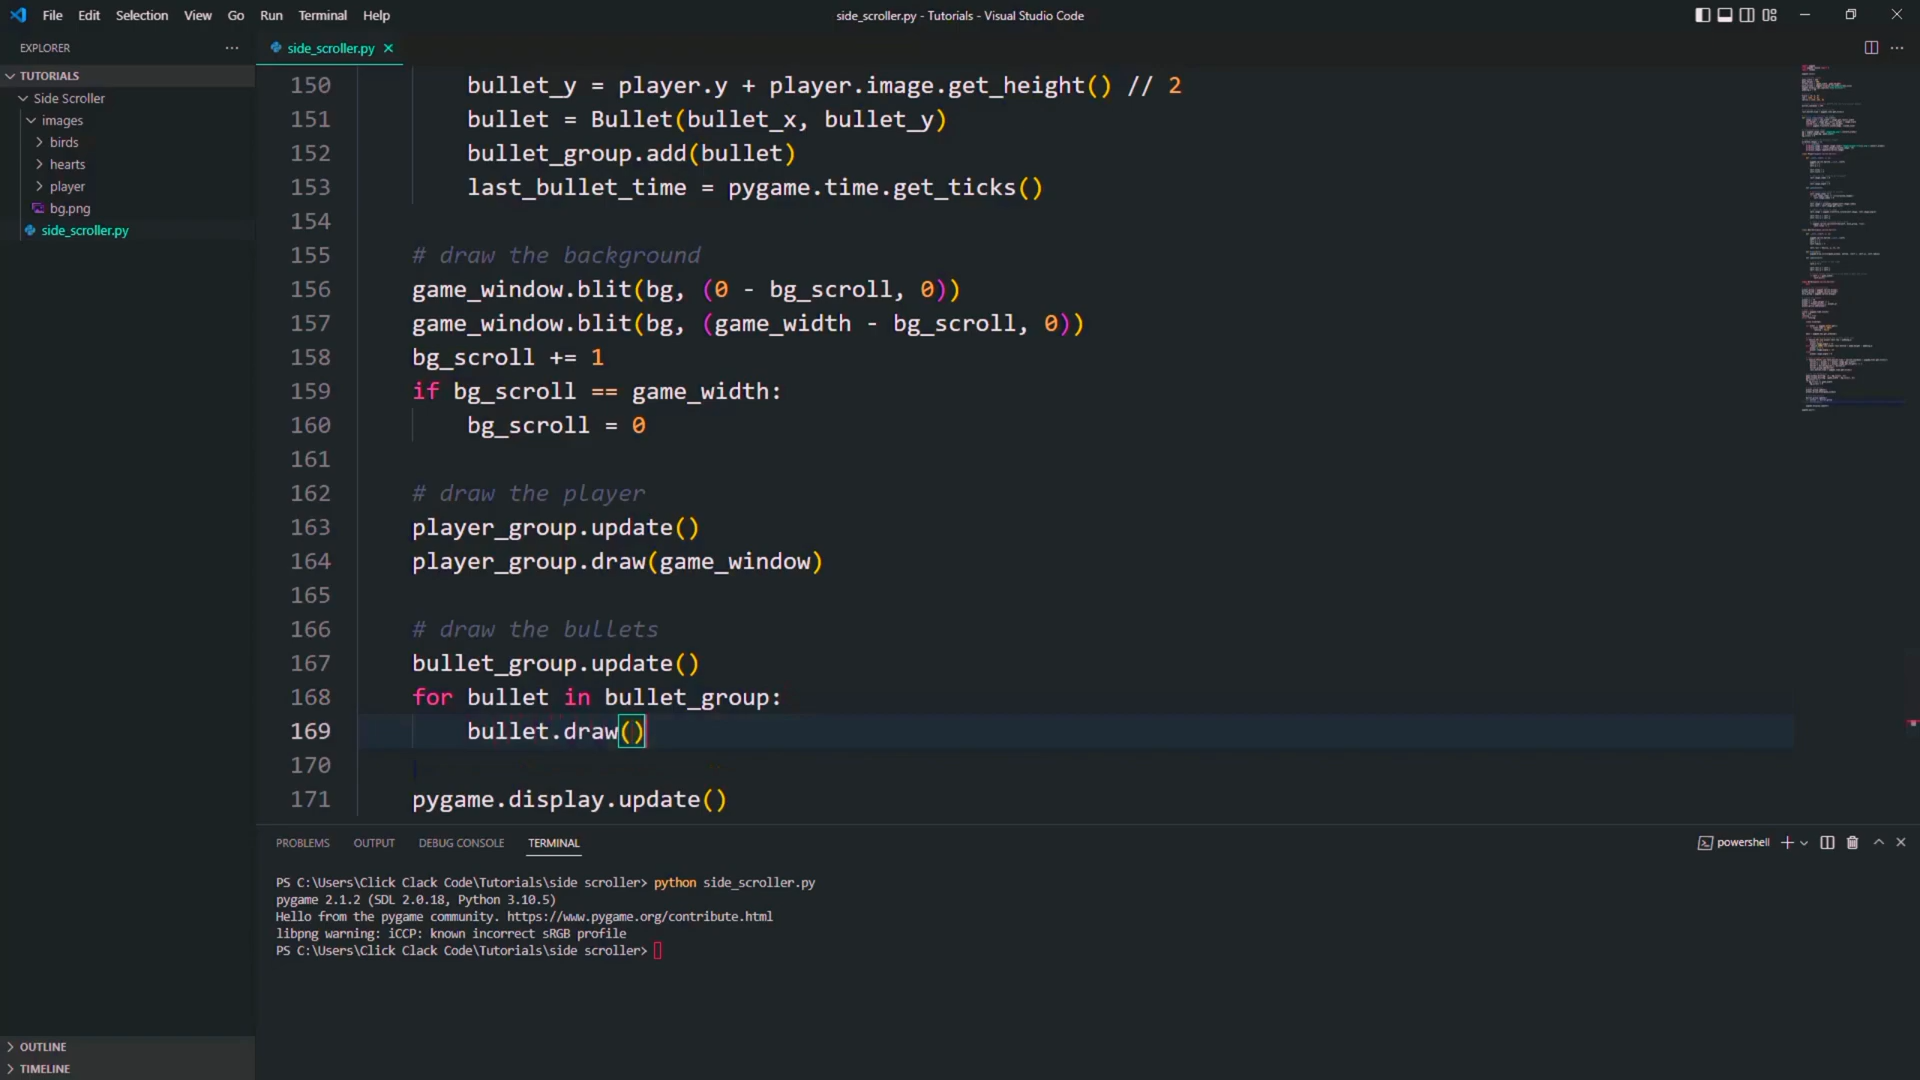 File Edit Selection View Go Run Terminal Help
side_scroller.py - Tutorials - Visual Studio Code
EXPLORER
TUTORIALS
Side Scroller
images
birds
hearts
player
bg.png
side_scroller.py
side_scroller.py
150 bullet_y = player.y + player.image.get_height() // 2
151 bullet = Bullet(bullet_x, bullet_y)
152 bullet_group.add(bullet)
153 last_bullet_time = pygame.time.get_ticks()
154
155 # draw the background
156 game_window.blit(bg, (0 - bg_scroll, 0))
157 game_window.blit(bg, (game_width - bg_scroll, 0))
158 bg_scroll += 1
159 if bg_scroll == game_width:
160 bg_scroll = 0
161
162 # draw the player
163 player_group.update()
164 player_group.draw(game_window)
165
166 # draw the bullets
167 bullet_group.update()
168 for bullet in bullet_group:
169 bullet.draw()
170
171 pygame.display.update()
PROBLEMS OUTPUT DEBUG CONSOLE TERMINAL
powershell
PS C:\Users\Click Clack Code\Tutorials\side scroller> python side_scroller.py
pygame 2.1.2 (SDL 2.0.18, Python 3.10.5)
Hello from the pygame community. https://www.pygame.org/contribute.html
libpng warning: iCCP: known incorrect sRGB profile
PS C:\Users\Click Clack Code\Tutorials\side scroller>
OUTLINE
TIMELINE